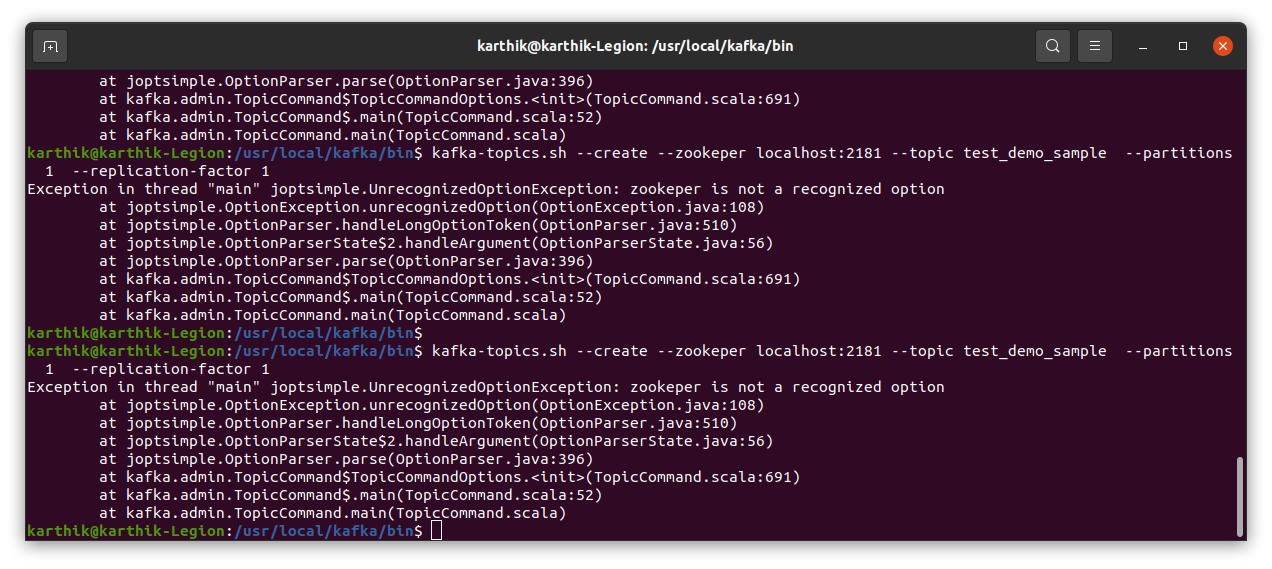 karthik@karthik-Legion: /usr/local/kafka/bin
        at joptsimple.OptionParser.parse(OptionParser.java:396)
        at kafka.admin.TopicCommand$TopicCommandOptions.<init>(TopicCommand.scala:691)
        at kafka.admin.TopicCommand$.main(TopicCommand.scala:52)
        at kafka.admin.TopicCommand.main(TopicCommand.scala)
karthik@karthik-Legion:/usr/local/kafka/bin$ kafka-topics.sh --create --zookeper localhost:2181 --topic test_demo_sample  --partitions
  1  --replication-factor 1
Exception in thread "main" joptsimple.UnrecognizedOptionException: zookeper is not a recognized option
        at joptsimple.OptionException.unrecognizedOption(OptionException.java:108)
        at joptsimple.OptionParser.handleLongOptionToken(OptionParser.java:510)
        at joptsimple.OptionParserState$2.handleArgument(OptionParserState.java:56)
        at joptsimple.OptionParser.parse(OptionParser.java:396)
        at kafka.admin.TopicCommand$TopicCommandOptions.<init>(TopicCommand.scala:691)
        at kafka.admin.TopicCommand$.main(TopicCommand.scala:52)
        at kafka.admin.TopicCommand.main(TopicCommand.scala)
karthik@karthik-Legion:/usr/local/kafka/bin$
karthik@karthik-Legion:/usr/local/kafka/bin$ kafka-topics.sh --create --zookeper localhost:2181 --topic test_demo_sample  --partitions
  1  --replication-factor 1
Exception in thread "main" joptsimple.UnrecognizedOptionException: zookeper is not a recognized option
        at joptsimple.OptionException.unrecognizedOption(OptionException.java:108)
        at joptsimple.OptionParser.handleLongOptionToken(OptionParser.java:510)
        at joptsimple.OptionParserState$2.handleArgument(OptionParserState.java:56)
        at joptsimple.OptionParser.parse(OptionParser.java:396)
        at kafka.admin.TopicCommand$TopicCommandOptions.<init>(TopicCommand.scala:691)
        at kafka.admin.TopicCommand$.main(TopicCommand.scala:52)
        at kafka.admin.TopicCommand.main(TopicCommand.scala)
karthik@karthik-Legion:/usr/local/kafka/bin$